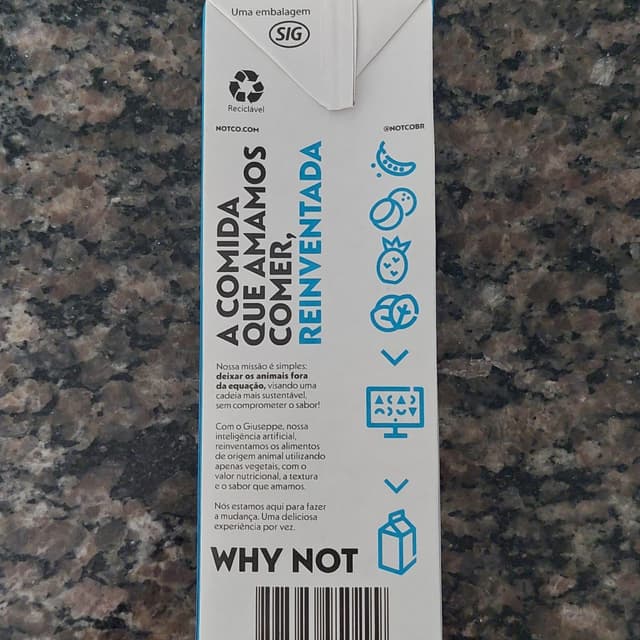 Uma embalagem
SIG
Reciclável
NOTCO.COM
@NOTCOBR
A COMIDA
QUE AMAMOS
COMER,
REINVENTADA
Nossa missão é simples:
deixar os animais fora
da equação, visando uma
cadeia mais sustentável,
sem comprometer o sabor!
Com o Giuseppe, nossa
inteligência artificial,
reinventamos os alimentos
de origem animal utilizando
apenas vegetais, com o
valor nutricional, a textura
e o sabor que amamos.
Nós estamos aqui para fazer
a mudança. Uma deliciosa
experiência por vez.
WHY NOT